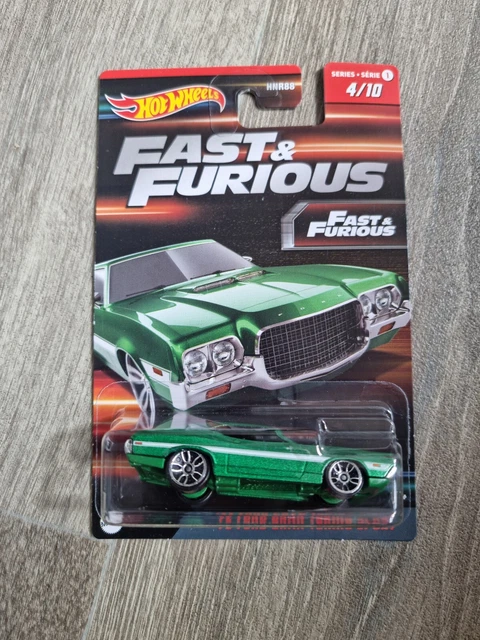 HOT WHEELS
HNR88
SERIES • SÉRIE 1
4/10
FAST &
FURIOUS
FAST &
FURIOUS